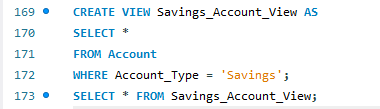 169 CREATE VIEW Savings_Account_View AS
170 SELECT *
171 FROM Account
172 WHERE Account_Type = 'Savings';
173 SELECT * FROM Savings_Account_View;